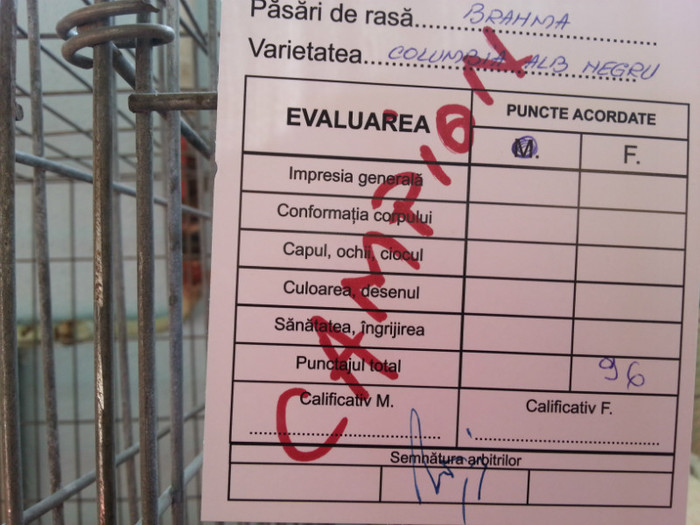 Păsări de rasă..........BRAHMA..........
Varietatea...COLUMBIA ALB NEGRU
EVALUAREA
PUNCTE ACORDATE
M.
F.
Impresia generală
Conformația corpului
Capul, ochii, ciocul
Culoarea, desenul
Sănătatea, îngrijirea
Punctajul total
96
Calificativ M.
Calificativ F.
Semnătura arbitrilor
CAMPION